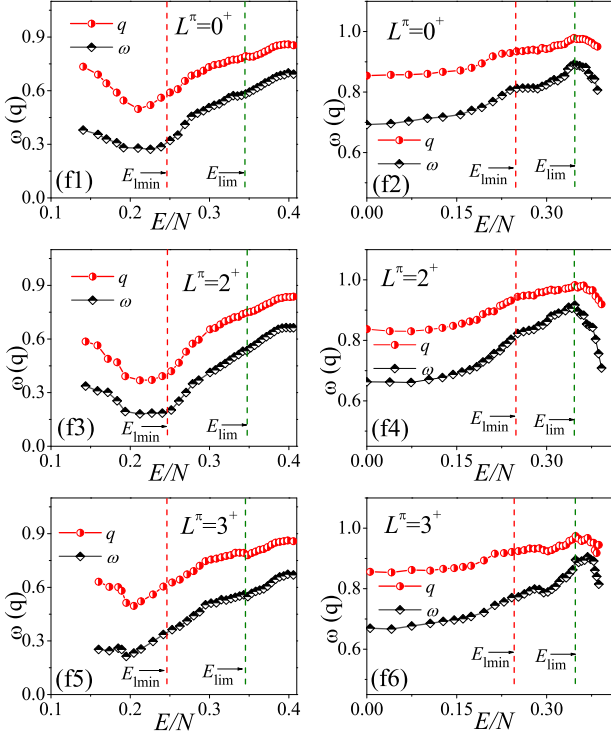 q
ω
L^π=0^+
0.9
0.6
0.3
0.0
ω (q)
(f1)
E_lmin
E_lim
0.1 0.2 0.3 0.4
E/N
L^π=0^+
1.0
0.8
0.6
ω (q)
q
ω
(f2)
E_lmin
E_lim
0.00 0.15 0.30
E/N
q
ω
L^π=2^+
0.9
0.6
0.3
0.0
ω (q)
(f3)
E_lmin
E_lim
0.1 0.2 0.3 0.4
E/N
L^π=2^+
1.0
0.8
0.6
ω (q)
q
ω
(f4)
E_lmin
E_lim
0.00 0.15 0.30
E/N
q
ω
L^π=3^+
0.9
0.6
0.3
0.0
ω (q)
(f5)
E_lmin
E_lim
0.1 0.2 0.3 0.4
E/N
L^π=3^+
1.0
0.8
0.6
ω (q)
q
ω
(f6)
E_lmin
E_lim
0.00 0.15 0.30
E/N